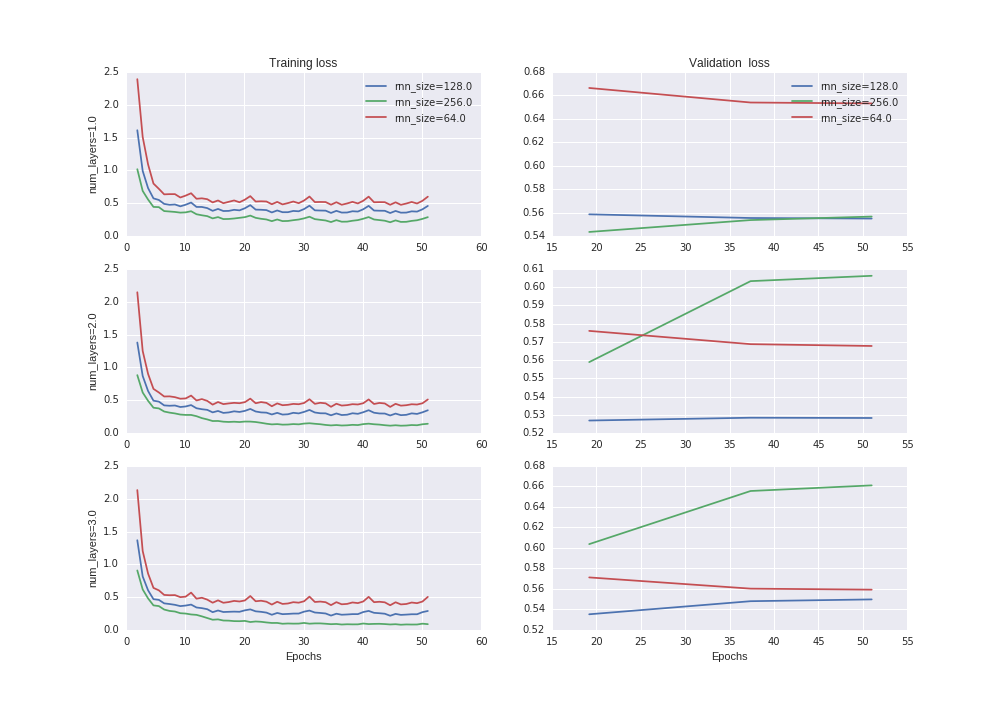 Training loss
Validation  loss
num_layers=1.0
2.5
2.0
1.5
1.0
0.5
0.0
0 10 20 30 40 50 60
rnn_size=128.0
rnn_size=256.0
rnn_size=64.0
0.68
0.66
0.64
0.62
0.60
0.58
0.56
0.54
15 20 25 30 35 40 45 50 55
rnn_size=128.0
rnn_size=256.0
rnn_size=64.0
num_layers=2.0
2.5
2.0
1.5
1.0
0.5
0.0
0 10 20 30 40 50 60
0.61
0.60
0.59
0.58
0.57
0.56
0.55
0.54
0.53
0.52
15 20 25 30 35 40 45 50 55
num_layers=3.0
2.5
2.0
1.5
1.0
0.5
0.0
0 10 20 30 40 50 60
Epochs
0.68
0.66
0.64
0.62
0.60
0.58
0.56
0.54
0.52
15 20 25 30 35 40 45 50 55
Epochs